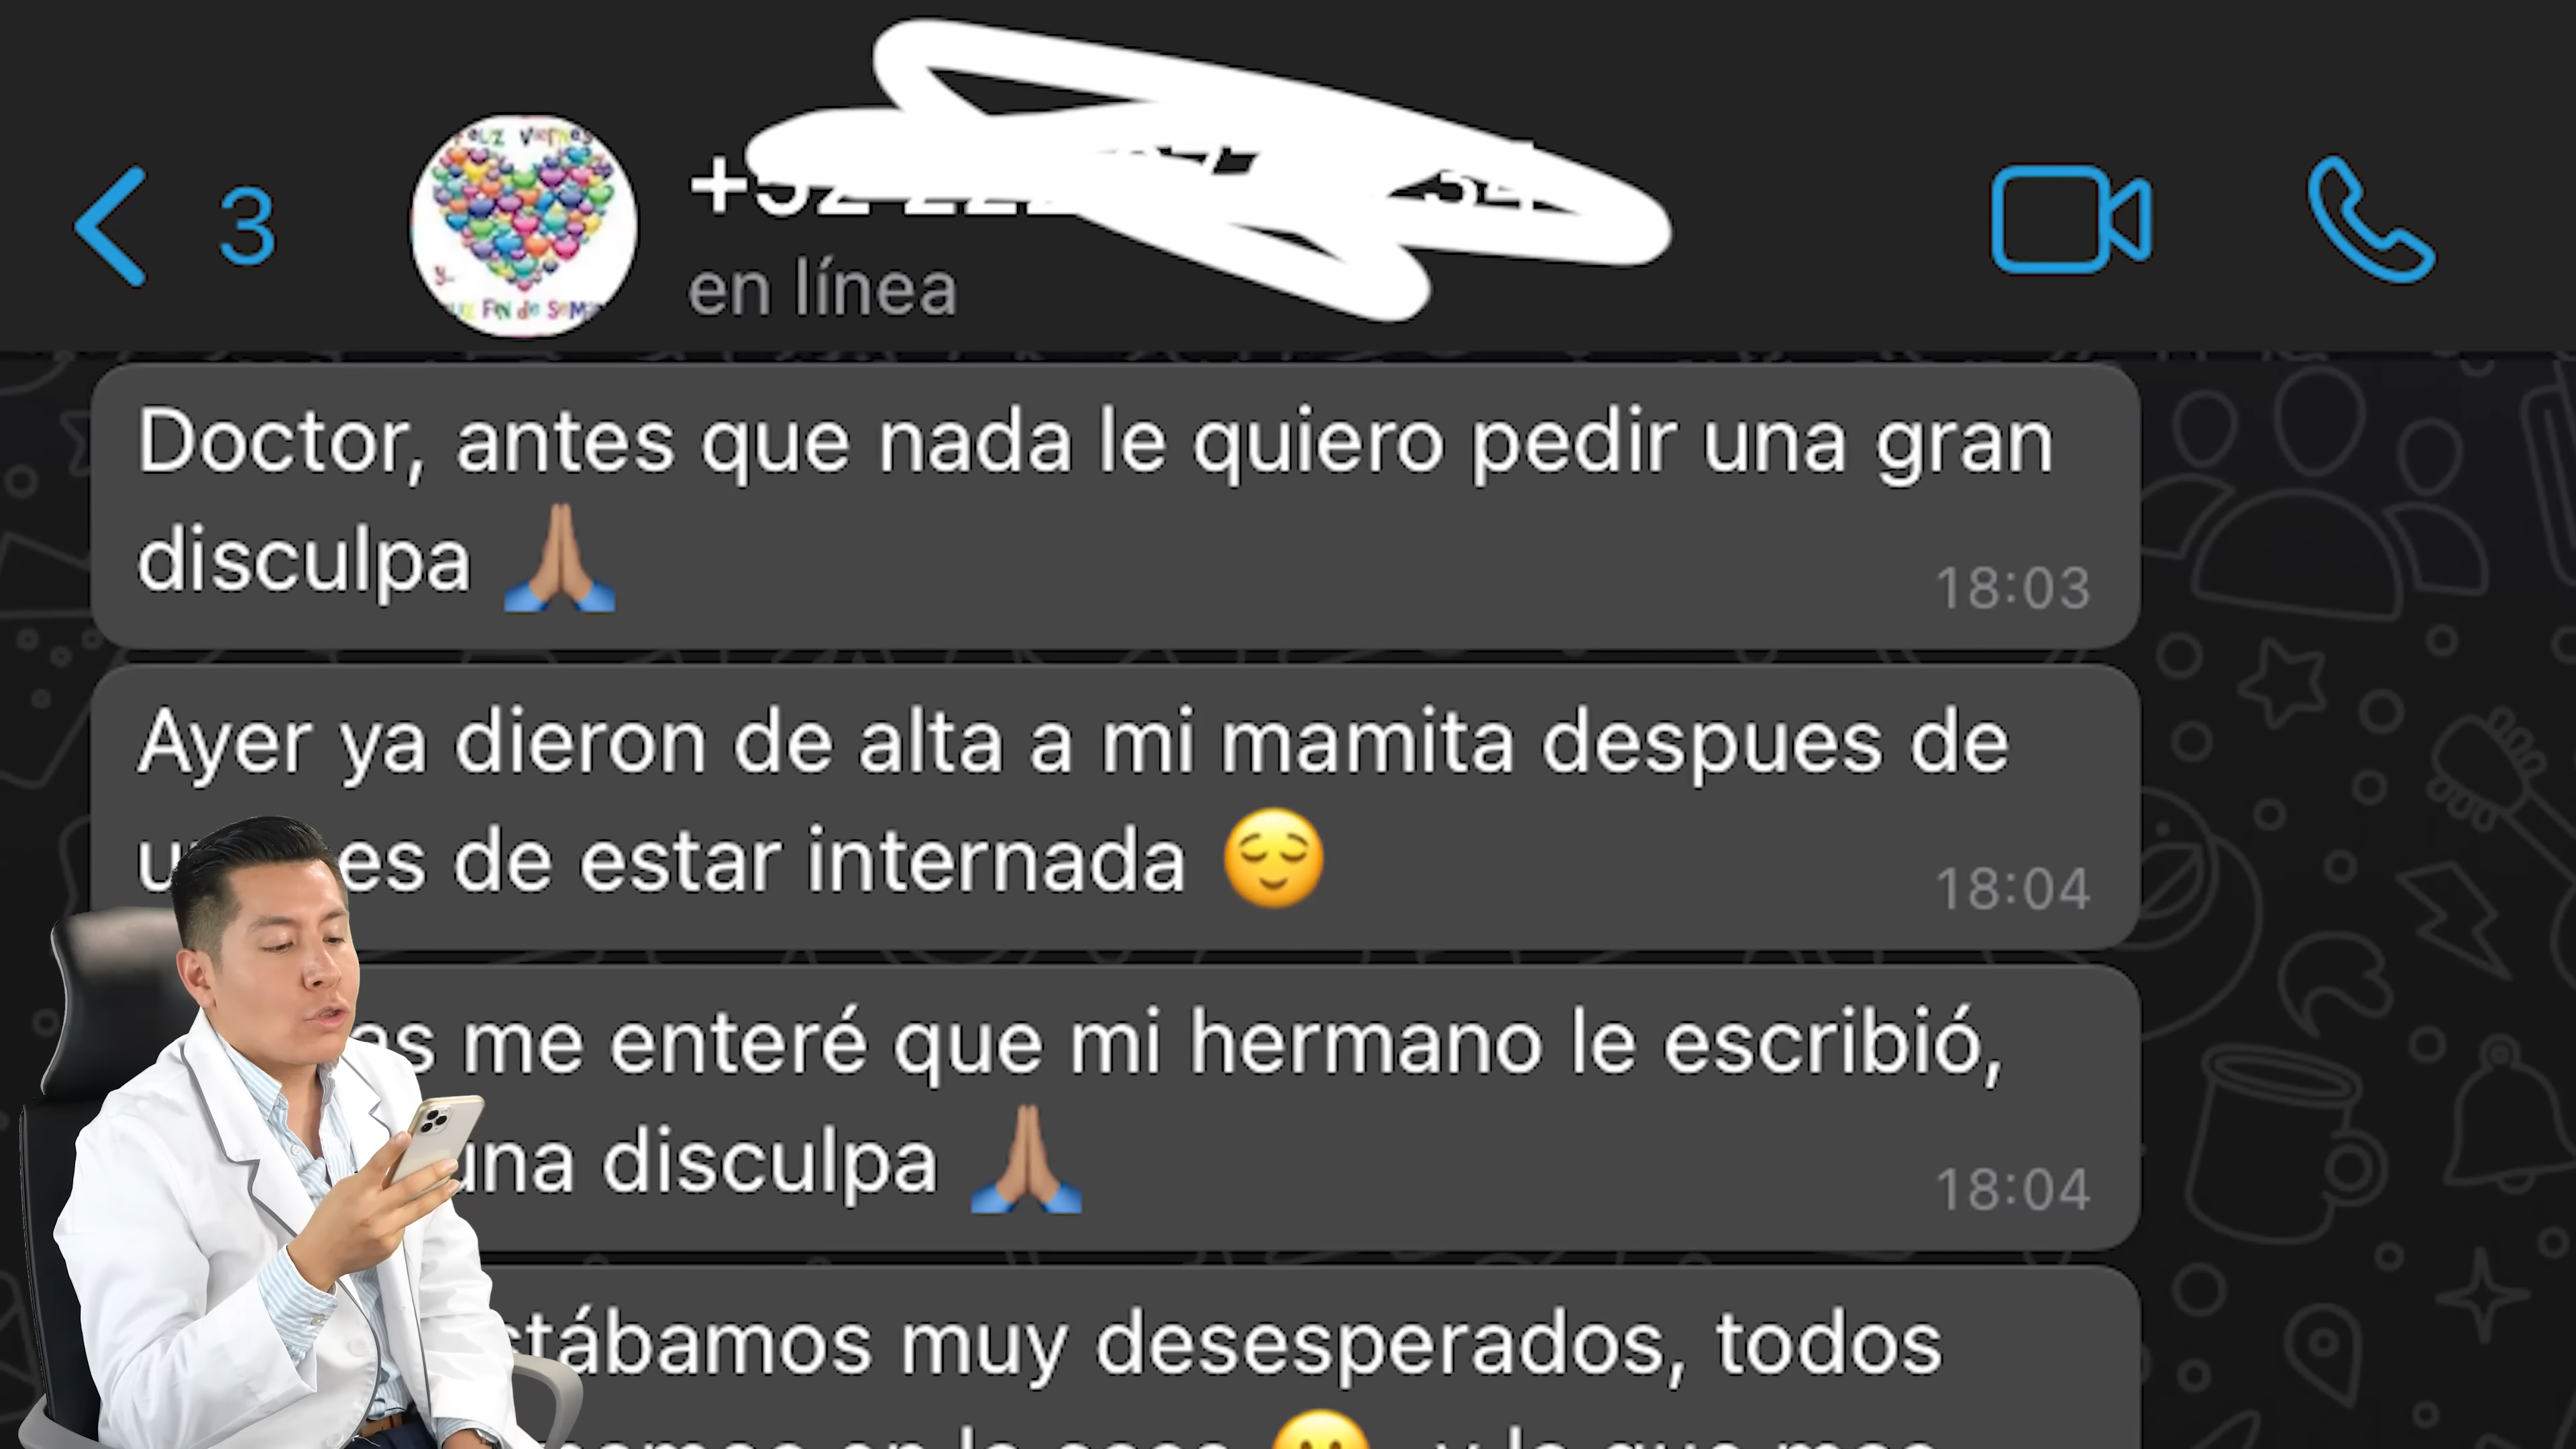 3
en línea
Doctor, antes que nada le quiero pedir una gran
disculpa 🙏🏽
18:03
Ayer ya dieron de alta a mi mamita despues de
de estar internada 😌
18:04
me enteré que mi hermano le escribió,
una disculpa 🙏🏽
18:04
muy desesperados, todos